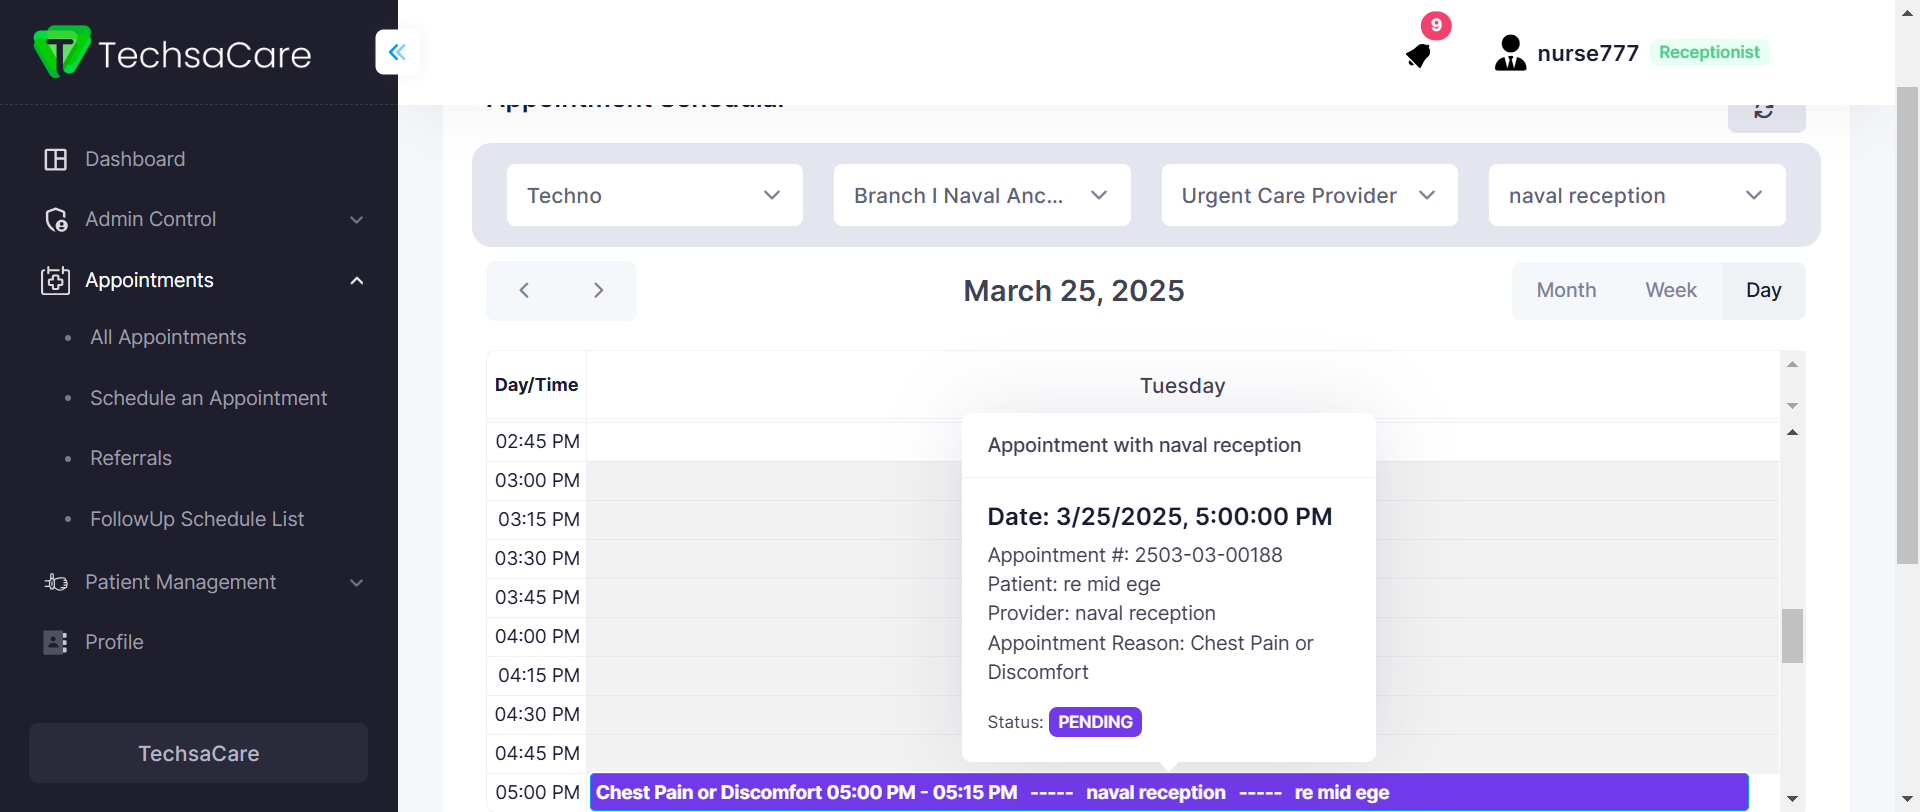 TechsaCare
9
nurse777 Receptionist
Dashboard
Admin Control
Appointments
All Appointments
Schedule an Appointment
Referrals
FollowUp Schedule List
Patient Management
Profile
TechsaCare
Techno
Branch I Naval Anc...
Urgent Care Provider
naval reception
March 25, 2025
Month Week Day
Day/Time
Tuesday
02:45 PM
03:00 PM
03:15 PM
03:30 PM
03:45 PM
04:00 PM
04:15 PM
04:30 PM
04:45 PM
05:00 PM
Appointment with naval reception
Date: 3/25/2025, 5:00:00 PM
Appointment #: 2503-03-00188
Patient: re mid ege
Provider: naval reception
Appointment Reason: Chest Pain or
Discomfort
Status: PENDING
Chest Pain or Discomfort 05:00 PM - 05:15 PM ----- naval reception ----- re mid ege